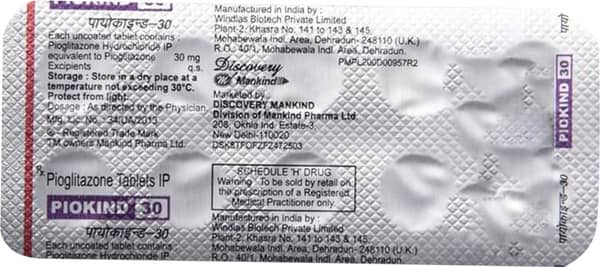 पायोकाइन्ड-30
Each uncoated tablet contains :
Pioglitazone Hydrochloride IP
equivalent to Pioglitazone 30 mg
Excipients q.s.
Storage : Store in a dry place at a
temperature not exceeding 30°C.
Protect from light.
Dosage : As directed by the Physician.
Mfg. Lic. No. : 34/UA/2013
® - Registered Trade Mark
TM owners Mankind Pharma Ltd.
Manufactured in India by :
Windlas Biotech Private Limited
Plant-2, Khasra No. 141 to 143 & 145,
Mohabewala Indl. Area, Dehradun- 248110 (U.K.)
R.O. 40/1, Mohabewala Indl. Area, Dehradun.
Discovery
Mankind
PMPL200D00957R2
Marketed by
DISCOVERY MANKIND
Division of Mankind Pharma Ltd.
208, Okhla Ind. Estate-3,
New Delhi-110020
PIOKIND 30
पायोकाइन्ड-30
Rx
Pioglitazone Tablets IP
PIOKIND 30
पायोकाइन्ड-30
Each uncoated tablet contains
Pioglitazone Hydrochloride IP
SCHEDULE 'H' DRUG
Warning : To be sold by retail on
the prescription of a Registered
Medical Practitioner only.
Manufactured in India by :
Windlas Biotech Private Limited
Plant-2, Khasra No. 141 to 143 & 145,
Mohabewala Indl. Area, Dehradun- 248110 (U.K.)
R.O. 40/1, Mohabewala Indl. Area, Dehradun.
PIOKIND 30
पायोकाइन्ड-30